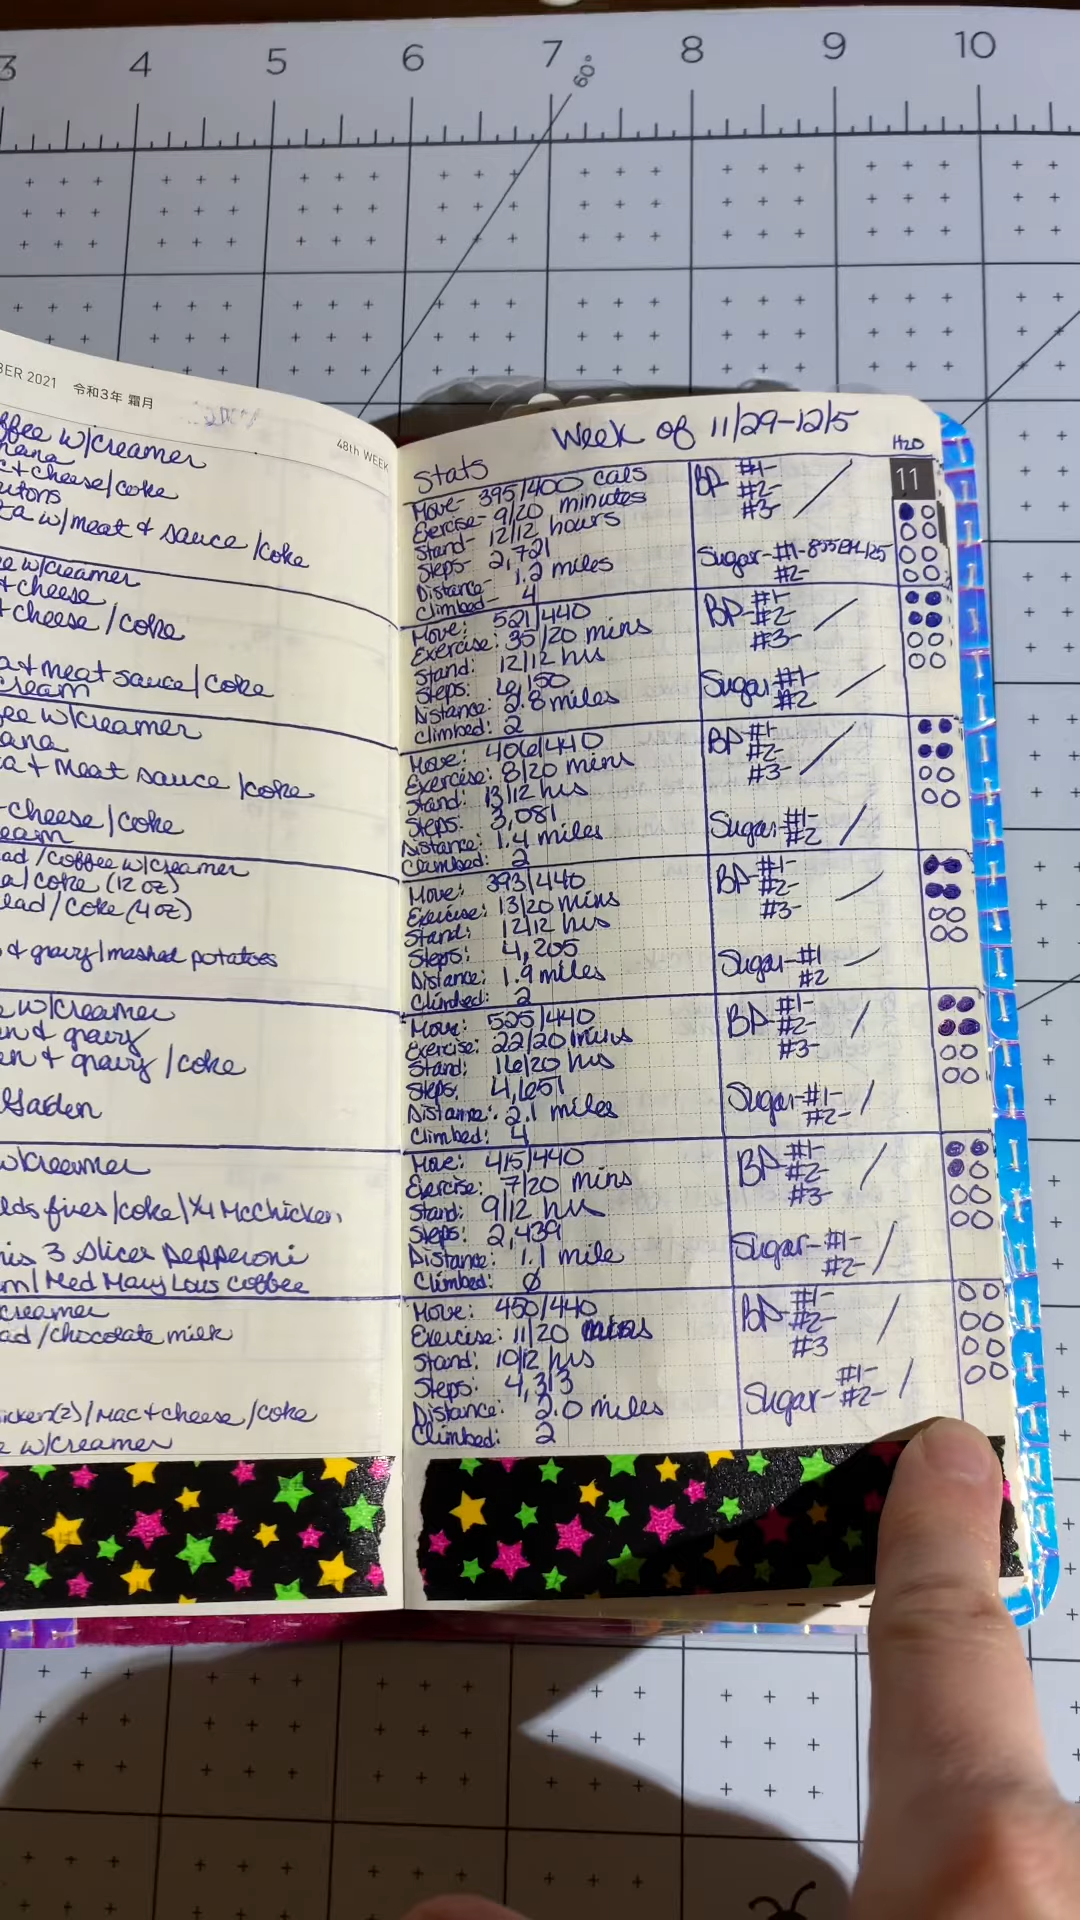 3 4 5 6 7 8 9 10
60°
BER 2021 令和3年 霜月
48th WEEK
ffee w/creamer
nana
c + cheese/coke
utons
za w/meat & sauce /coke
ee w/creamer
+ cheese
+ cheese / coke
a + meat sauce/ coke
cream
fee w/creamer
ana
a + meat sauce /coke
-cheese/coke
eam
ad /coffee w/creamer
a/ coke (12 oz)
ead / coke (4 oz)
& gravy/mashed potatoes
e w/creamer
en & gravy
en + gravy /coke
Garden
w/creamer
lds fries/coke/1/4 McChicken
nis 3 slices pepperoni
m/ Med Mary Lous coffee
creamer
ad /chocolate milk
icken(2)/Mac + cheese /coke
e w/creamer
Week of 11/29-12/5
H2O
11
Stats
Move- 395/400 cals
Exercise- 9/20 minutes
Stand- 12/12 hours
Steps- 2,721
Distance- 1.2 miles
Climbed- 4
BP #1-
#2-
#3-
Sugar-#1-
#2-
Move: 521/440
Exercise: 35/20 mins
Stand: 12/12 hrs
Steps: 6,150
Distance: 2.8 miles
Climbed: 2
BP-#1-
#2-
#3-
Sugar #1-
#2
Move: 406/440
Exercise: 8/20 mins
Stand: 13/12 hrs
Steps: 3,081
Distance: 1.4 miles
Climbed: 2
BP-#1-
#2-
#3-
Sugar-#1-
#2
Move: 393/440
Exercise: 13/20 mins
Stand: 12/12 hrs
Steps: 4,205
Distance: 1.9 miles
Climbed: 2
BP-#1-
#2-
#3-
Sugar-#1
#2
Move: 525/440
Exercise: 22/20 mins
Stand: 16/20 hrs
Steps: 4,651
Distance: 2.1 miles
Climbed: 4
BP-#1-
#2-
#3-
Sugar-#1-
#2-
Move: 415/440
Exercise: 7/20 mins
Stand: 9/12 hrs
Steps: 2,439
Distance: 1.1 mile
Climbed: 0
BP-#1-
#2-
#3-
Sugar-#1-
#2-
Move: 450/440
Exercise: 11/20 mins
Stand: 10/12 hrs
Steps: 4,313
Distance: 2.0 miles
Climbed: 2
BP-#1-
#2-
#3
Sugar-#1-
#2-